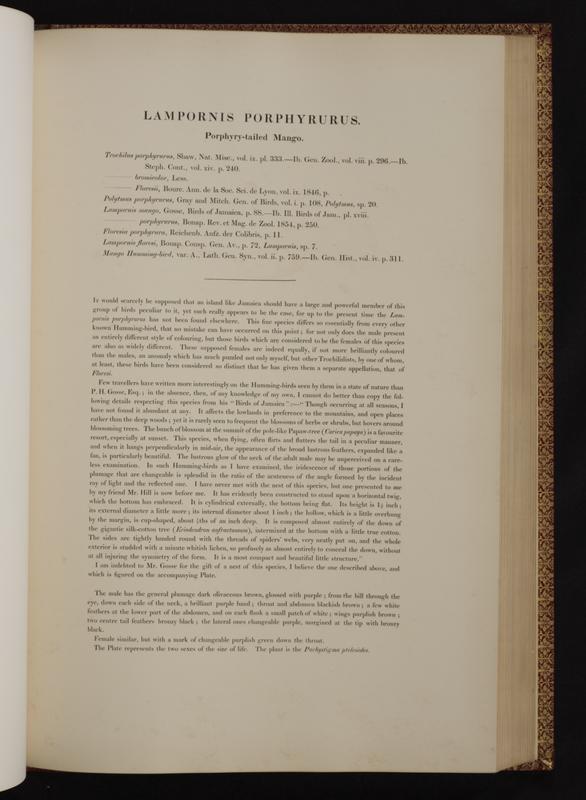 LAMPORNIS PORPHYRURUS.
Porphyry-tailed Mango.
Trochilus porphyrurus, Shaw, Nat. Misc., vol. ix. pl. 333.—Ib. Gen. Zool., vol. viii. p. 296.—Ib.
Steph. Cont., vol. xiv. p. 240.
—— bromicolor, Less.
—— Floresii, Bourc. Ann. de la Soc. Sci. de Lyon, vol. ix. 1846, p.
Polytmus porphyrurus, Gray and Mitch. Gen. of Birds, vol. i. p. 108, Polytmus, sp. 20.
Lampornis mango, Gosse, Birds of Jamaica, p. 88.—Ib. Ill. Birds of Jam., pl. xviii.
—— porphyrurus, Bonap. Rev. et Mag. de Zool. 1854, p. 250.
Floresia porphyrura, Reichenb. Aufz. der Colibris, p. 11.
Lampornis floresi, Bonap. Consp. Gen. Av., p. 72, Lampornis, sp. 7.
Mango Humming-bird, var. A., Lath. Gen. Syn., vol. ii. p. 759.—Ib. Gen. Hist., vol. iv. p. 311.
It would scarcely be supposed that an island like Jamaica should have a large and powerful member of this
group of birds peculiar to it, yet such really appears to be the case, for up to the present time the Lam-
pornis porphyrurus has not been found elsewhere. This fine species differs so essentially from every other
known Humming-bird, that no mistake can have occurred on this point; for not only does the male present
an entirely different style of colouring, but those birds which are considered to be the females of this species
are also as widely different. These supposed females are indeed equally, if not more brilliantly coloured
than the males, an anomaly which has much puzzled not only myself, but other Trochilidists, by one of whom,
at least, these birds have been considered so distinct that he has given them a separate appellation, that of
Floresi.
Few travellers have written more interestingly on the Humming-birds seen by them in a state of nature than
P. H. Gosse, Esq.; in the absence, then, of any knowledge of my own, I cannot do better than copy the fol-
lowing details respecting this species from his "Birds of Jamaica":—"Though occurring at all seasons, I
have not found it abundant at any. It affects the lowlands in preference to the mountains, and open places
rather than the deep woods; yet it is rarely seen to frequent the blossoms of herbs or shrubs, but hovers around
blossoming trees. The bunch of blossom at the summit of the pole-like Papaw-tree (Carica papaya) is a favourite
resort, especially at sunset. This species, when flying, often flirts and flutters the tail in a peculiar manner,
and when it hangs perpendicularly in mid-air, the appearance of the broad lustrous feathers, expanded like a
fan, is particularly beautiful. The lustrous glow of the neck of the adult male may be unperceived on a care-
less examination. In such Humming-birds as I have examined, the iridescence of those portions of the
plumage that are changeable is splendid in the ratio of the acuteness of the angle formed by the incident
ray of light and the reflected one. I have never met with the nest of this species, but one presented to me
by my friend Mr. Hill is now before me. It has evidently been constructed to stand upon a horizontal twig,
which the bottom has embraced. It is cylindrical externally, the bottom being flat. Its height is 1½ inch;
its external diameter a little more; its internal diameter about 1 inch; the hollow, which is a little overhung
by the margin, is cup-shaped, about ths of an inch deep. It is composed almost entirely of the down of
the gigantic silk-cotton tree (Eriodendron anfractuosum), intermixed at the bottom with a little true cotton.
The sides are tightly banded round with the threads of spiders' webs, very neatly put on, and the whole
exterior is studded with a minute whitish lichen, so profusely as almost entirely to conceal the down, without
at all injuring the symmetry of the form. It is a most compact and beautiful little structure."
I am indebted to Mr. Gosse for the gift of a nest of this species, I believe the one described above, and
which is figured on the accompanying Plate.
The male has the general plumage dark olivaceous brown, glossed with purple; from the bill through the
eye, down each side of the neck, a brilliant purple band; throat and abdomen blackish brown; a few white
feathers at the lower part of the abdomen, and on each flank a small patch of white; wings purplish brown;
two centre tail feathers bronzy black; the lateral ones changeable purple, margined at the tip with bronzy
black.
Female similar, but with a mark of changeable purplish green down the throat.
The Plate represents the two sexes of the size of life. The plant is the Pachystigma pteleoides.